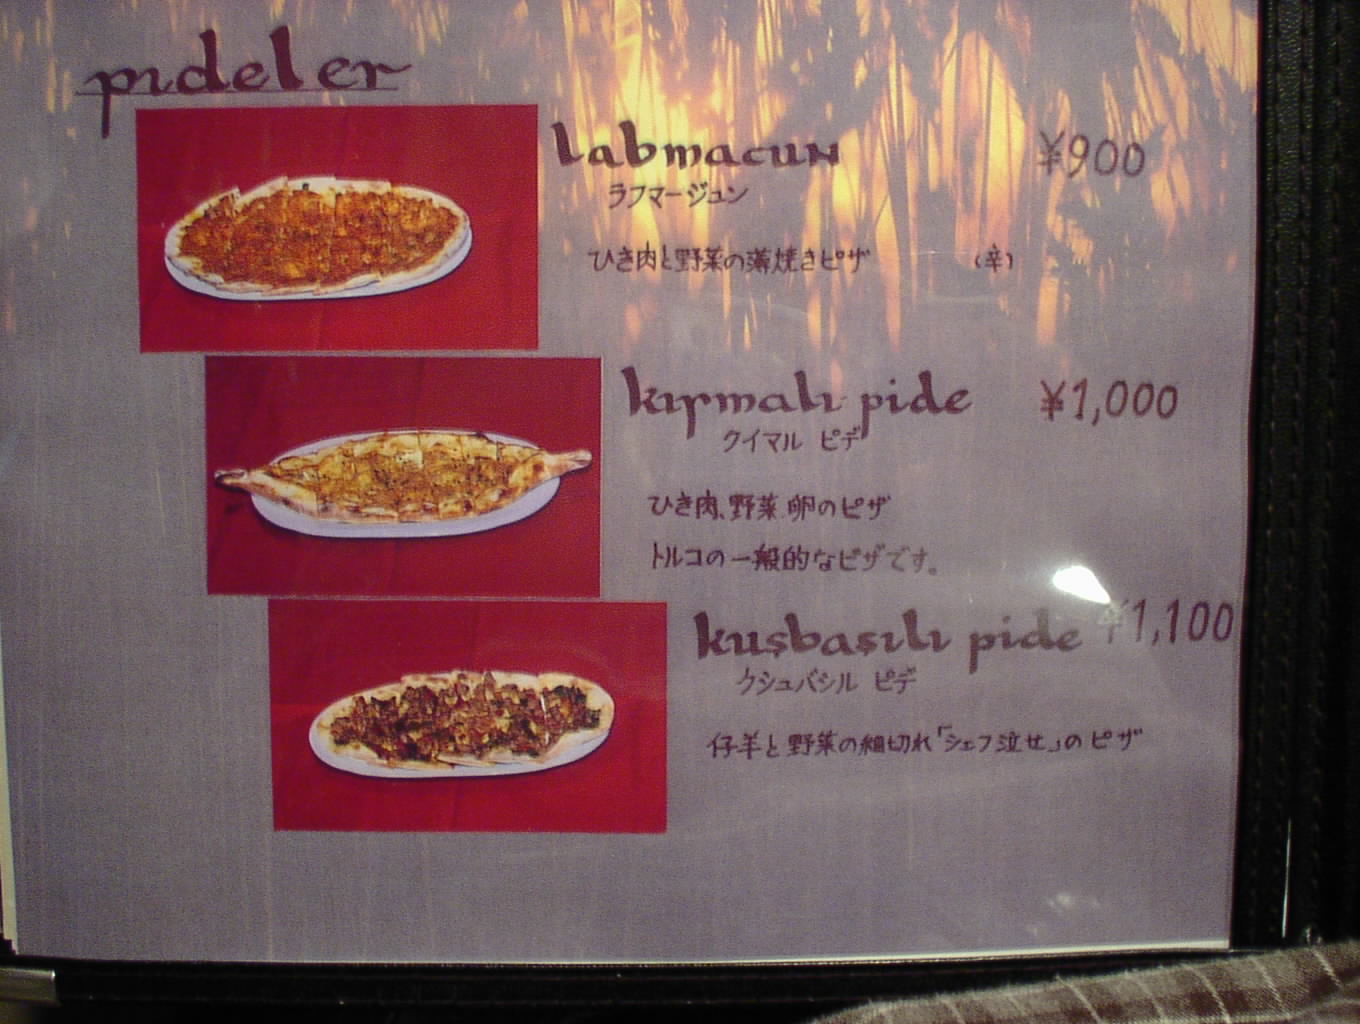 pideler
labmacun ¥900
ラフマージュン
ひき肉と野菜の薄焼きピザ (辛)
kıymalı pide ¥1,000
クイマル ピデ
ひき肉、野菜、卵のピザ
トルコの一般的なピザです。
kuşbaşılı pide ¥1,100
クシュバシル ピデ
仔羊と野菜の細切れ「シェフ泣せ」のピザ